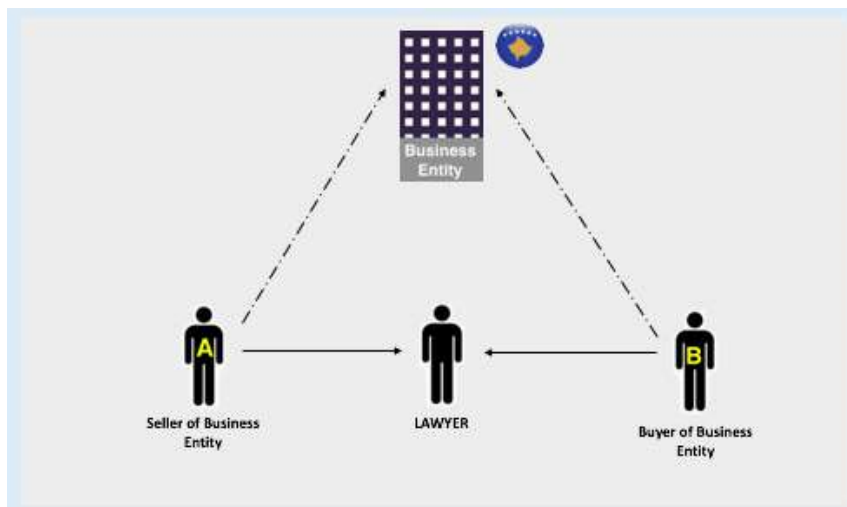 Business
Entity
A
B
Seller of Business
Entity
LAWYER
Buyer of Business
Entity